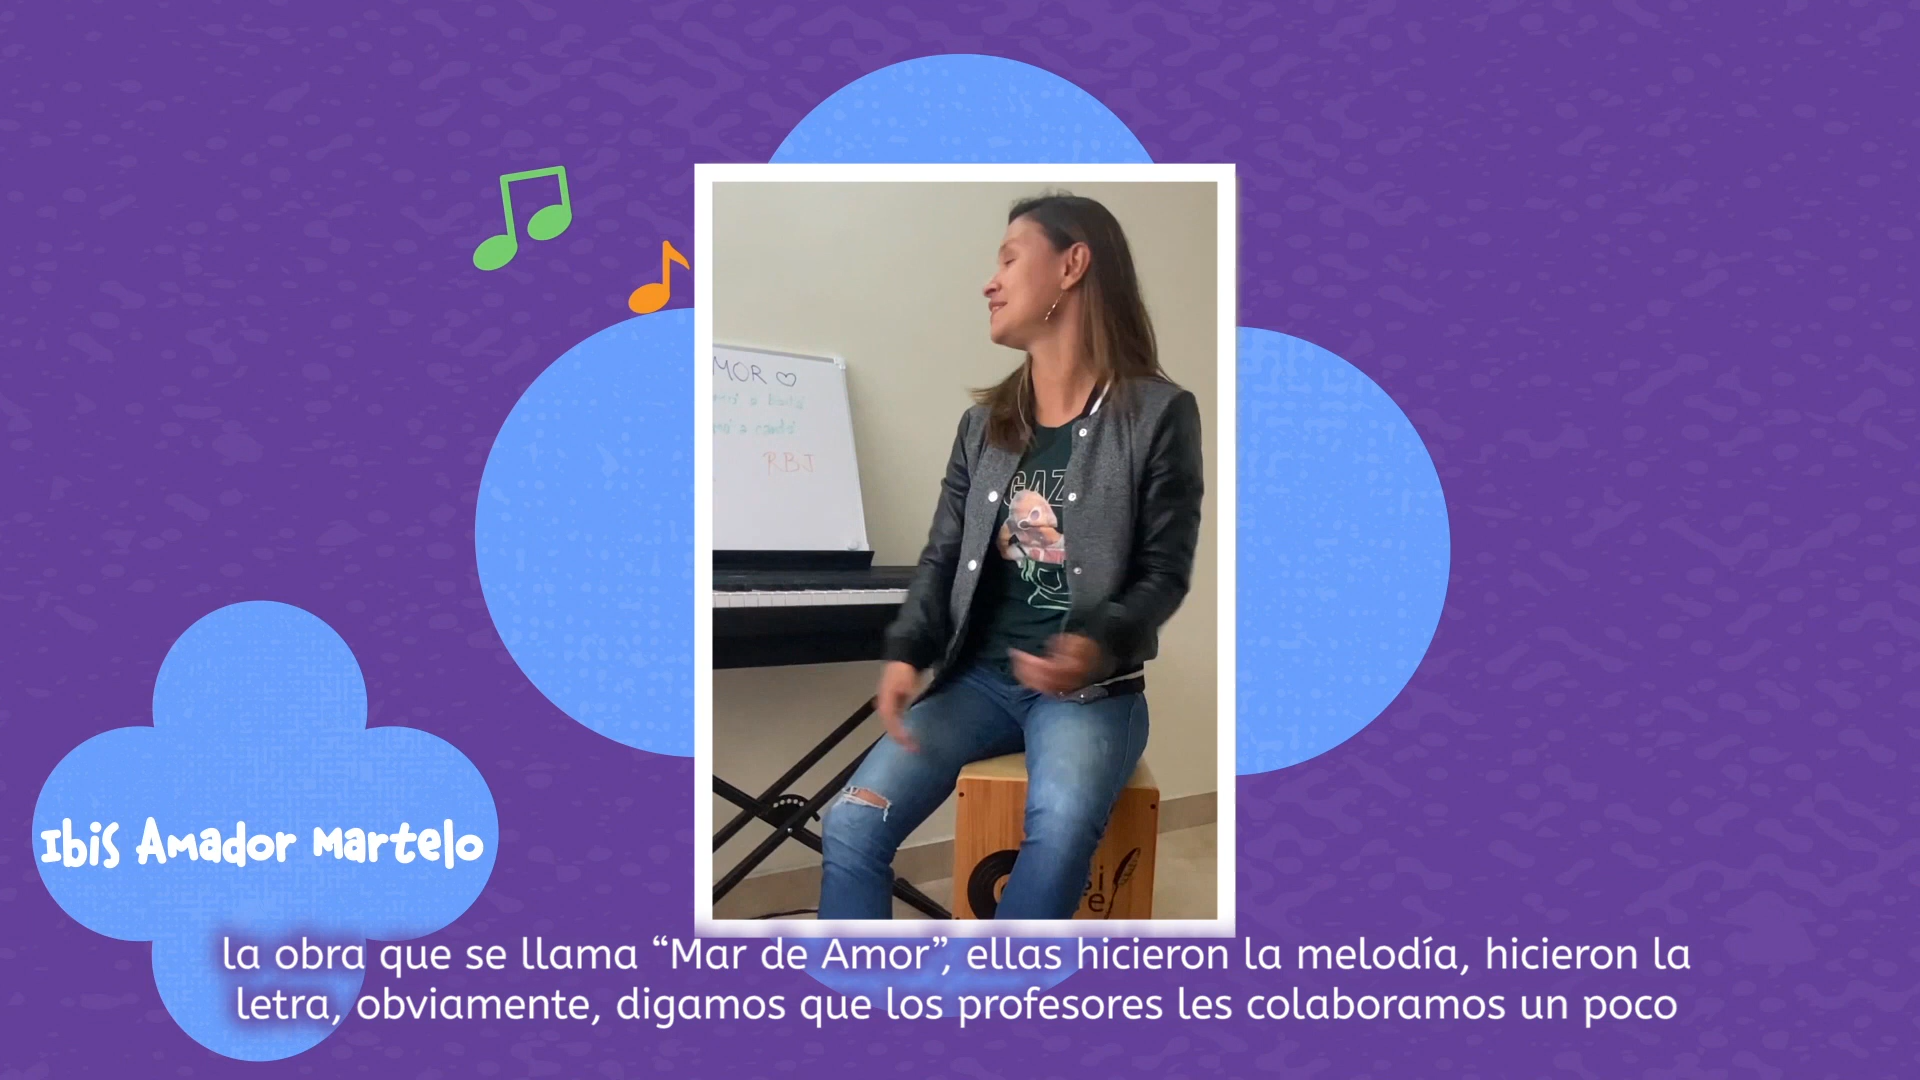 MOR
RBJ
GAZ
Ibis Amador Martelo
la obra que se llama “Mar de Amor”, ellas hicieron la melodía, hicieron la
letra, obviamente, digamos que los profesores les colaboramos un poco